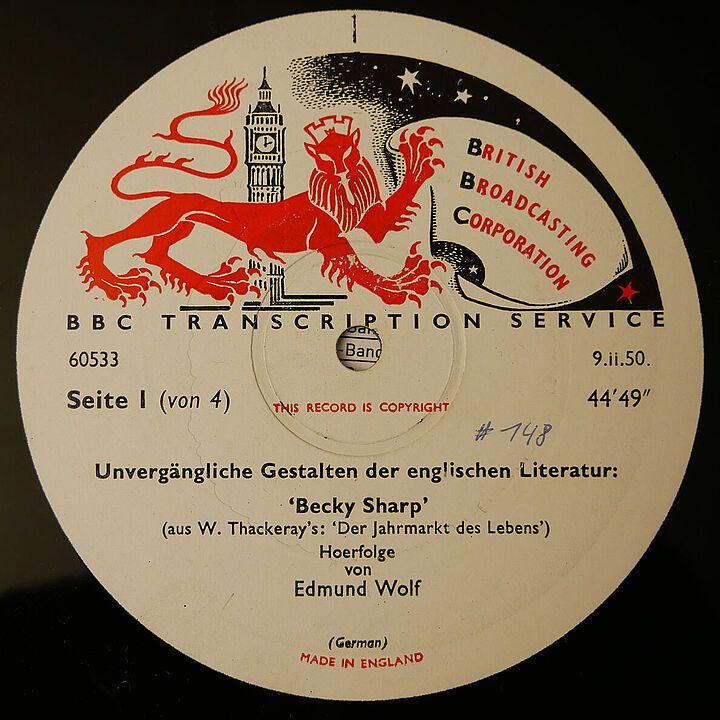 BRITISH
BROADCASTING
CORPORATION
BBC TRANSCRIPTION SERVICE
-Band
60533
9.ii.50.
Seite I (von 4)
THIS RECORD IS COPYRIGHT
44'49"
# 148
Unvergängliche Gestalten der englischen Literatur:
‘Becky Sharp’
(aus W. Thackeray's: ‘Der Jahrmarkt des Lebens’)
Hoerfolge
von
Edmund Wolf
(German)
MADE IN ENGLAND